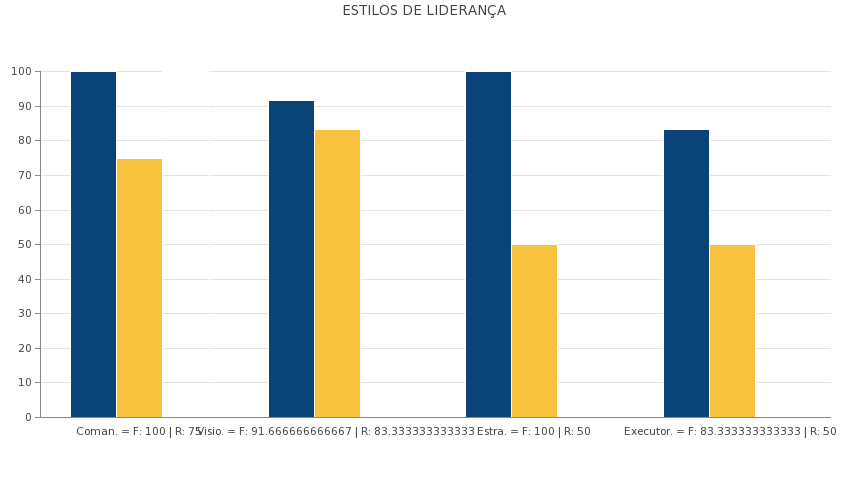 ESTILOS DE LIDERANÇA
100
90
80
70
60
50
40
30
20
10
0
Coman. = F: 100 | R: 75
Visio. = F: 91.666666666667 | R: 83.333333333333
Estra. = F: 100 | R: 50
Executor. = F: 83.333333333333 | R: 50